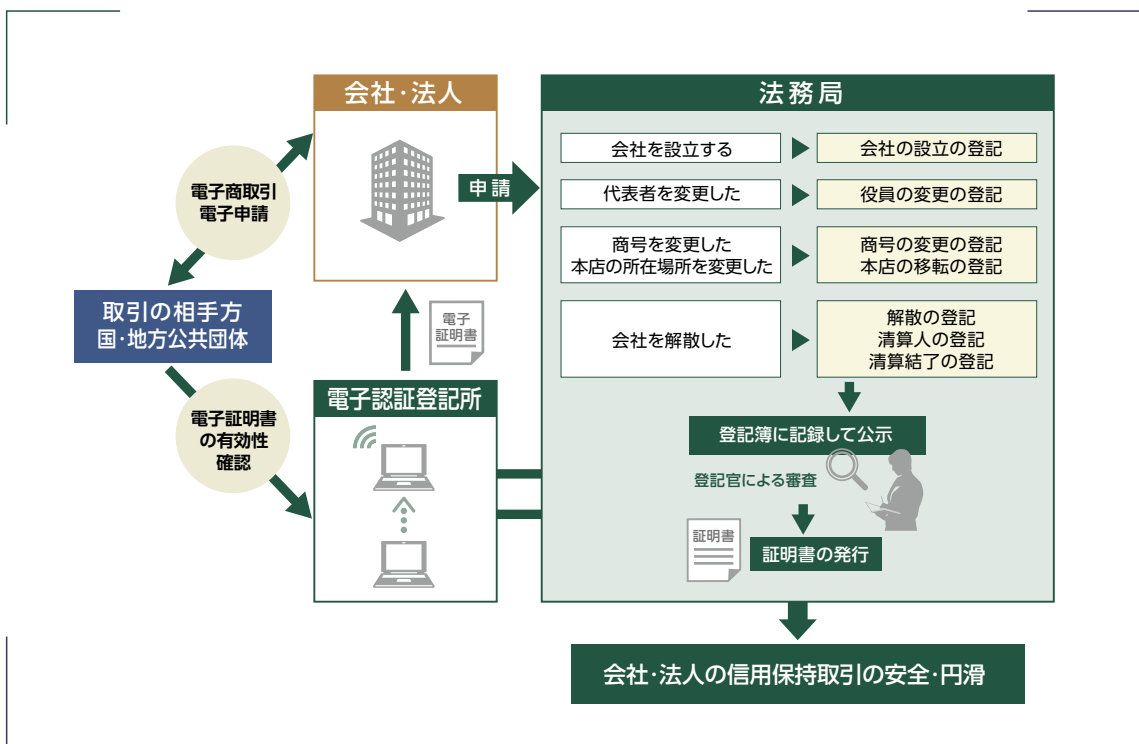 会社・法人
電子商取引
電子申請
取引の相手方
国・地方公共団体
電子証明書
の有効性
確認
電子
証明書
電子認証登記所
申請
法務局
会社を設立する
会社の設立の登記
代表者を変更した
役員の変更の登記
商号を変更した
本店の所在場所を変更した
商号の変更の登記
本店の移転の登記
会社を解散した
解散の登記
清算人の登記
清算結了の登記
登記簿に記録して公示
登記官による審査
証明書
証明書の発行
会社・法人の信用保持取引の安全・円滑